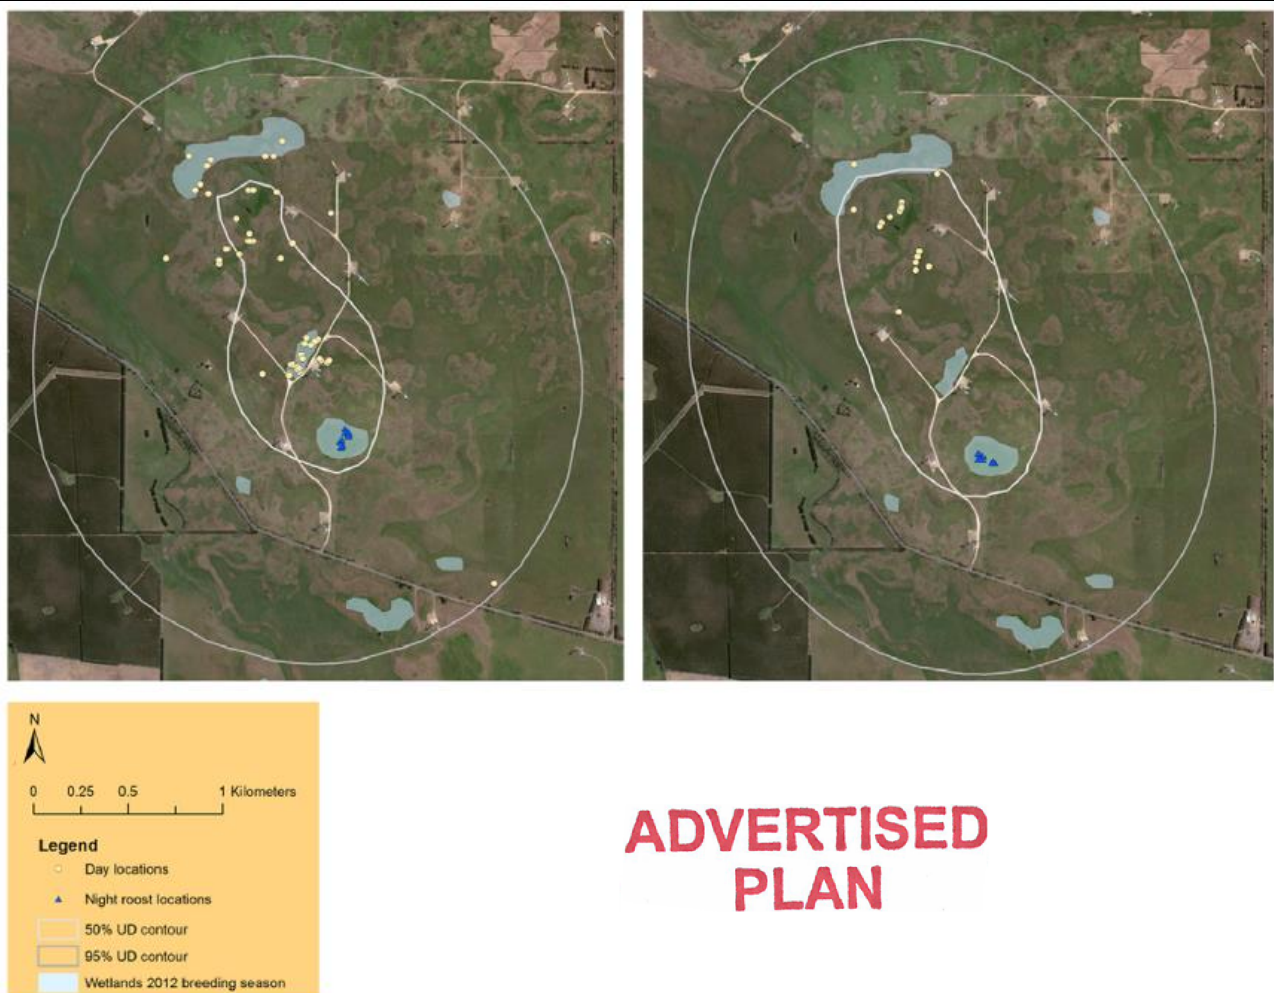 N
0 0.25 0.5 1 Kilometers
Legend
Day locations
Night roost locations
50% UD contour
95% UD contour
Wetlands 2012 breeding season
ADVERTISED
PLAN